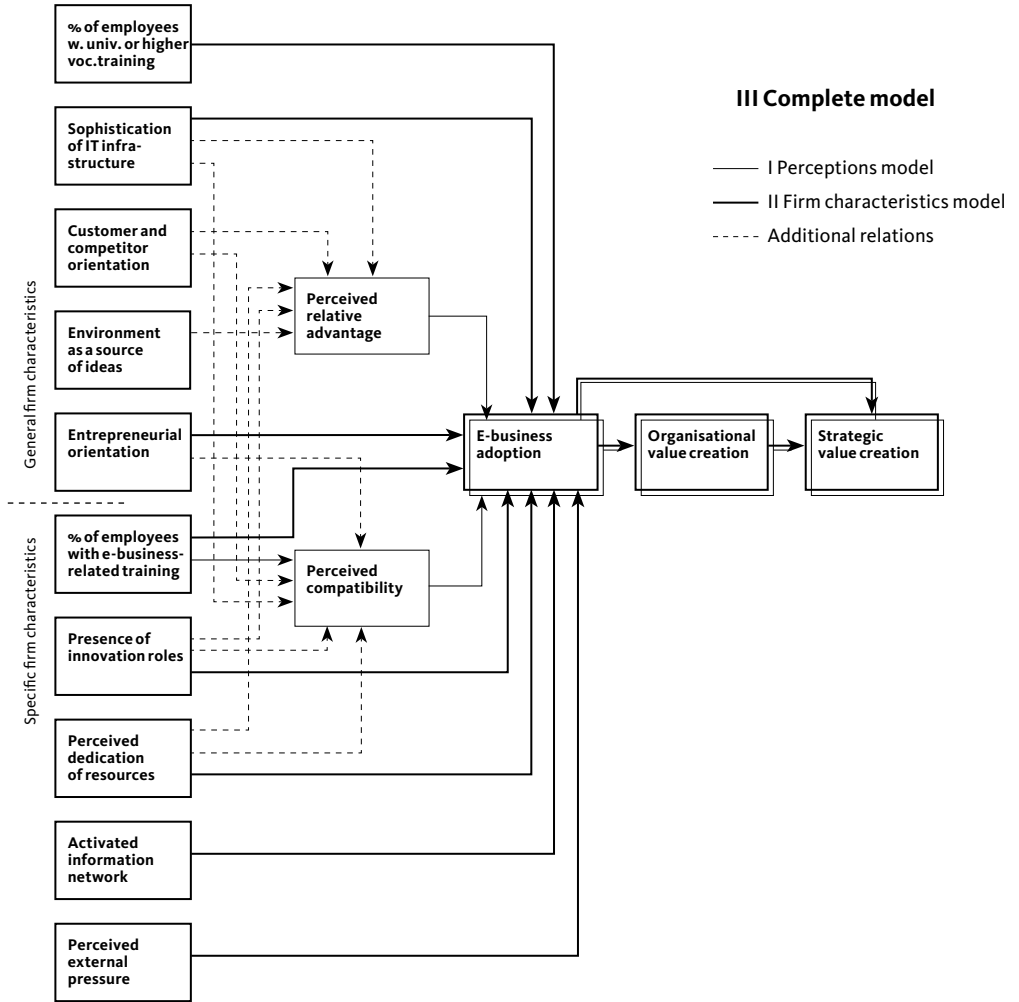 % of employees
w. univ. or higher
voc. training
Sophistication
of IT infra-
structure
Customer and
competitor
orientation
Environment
as a source
of ideas
Entrepreneurial
orientation
% of employees
with e-business-
related training
Presence of
innovation roles
Perceived
dedication
of resources
Activated
information
network
Perceived
external
pressure
General firm characteristics
Specific firm characteristics
Perceived
relative
advantage
Perceived
compatibility
E-business
adoption
Organisational
value creation
Strategic
value creation
III Complete model
I Perceptions model
II Firm characteristics model
Additional relations